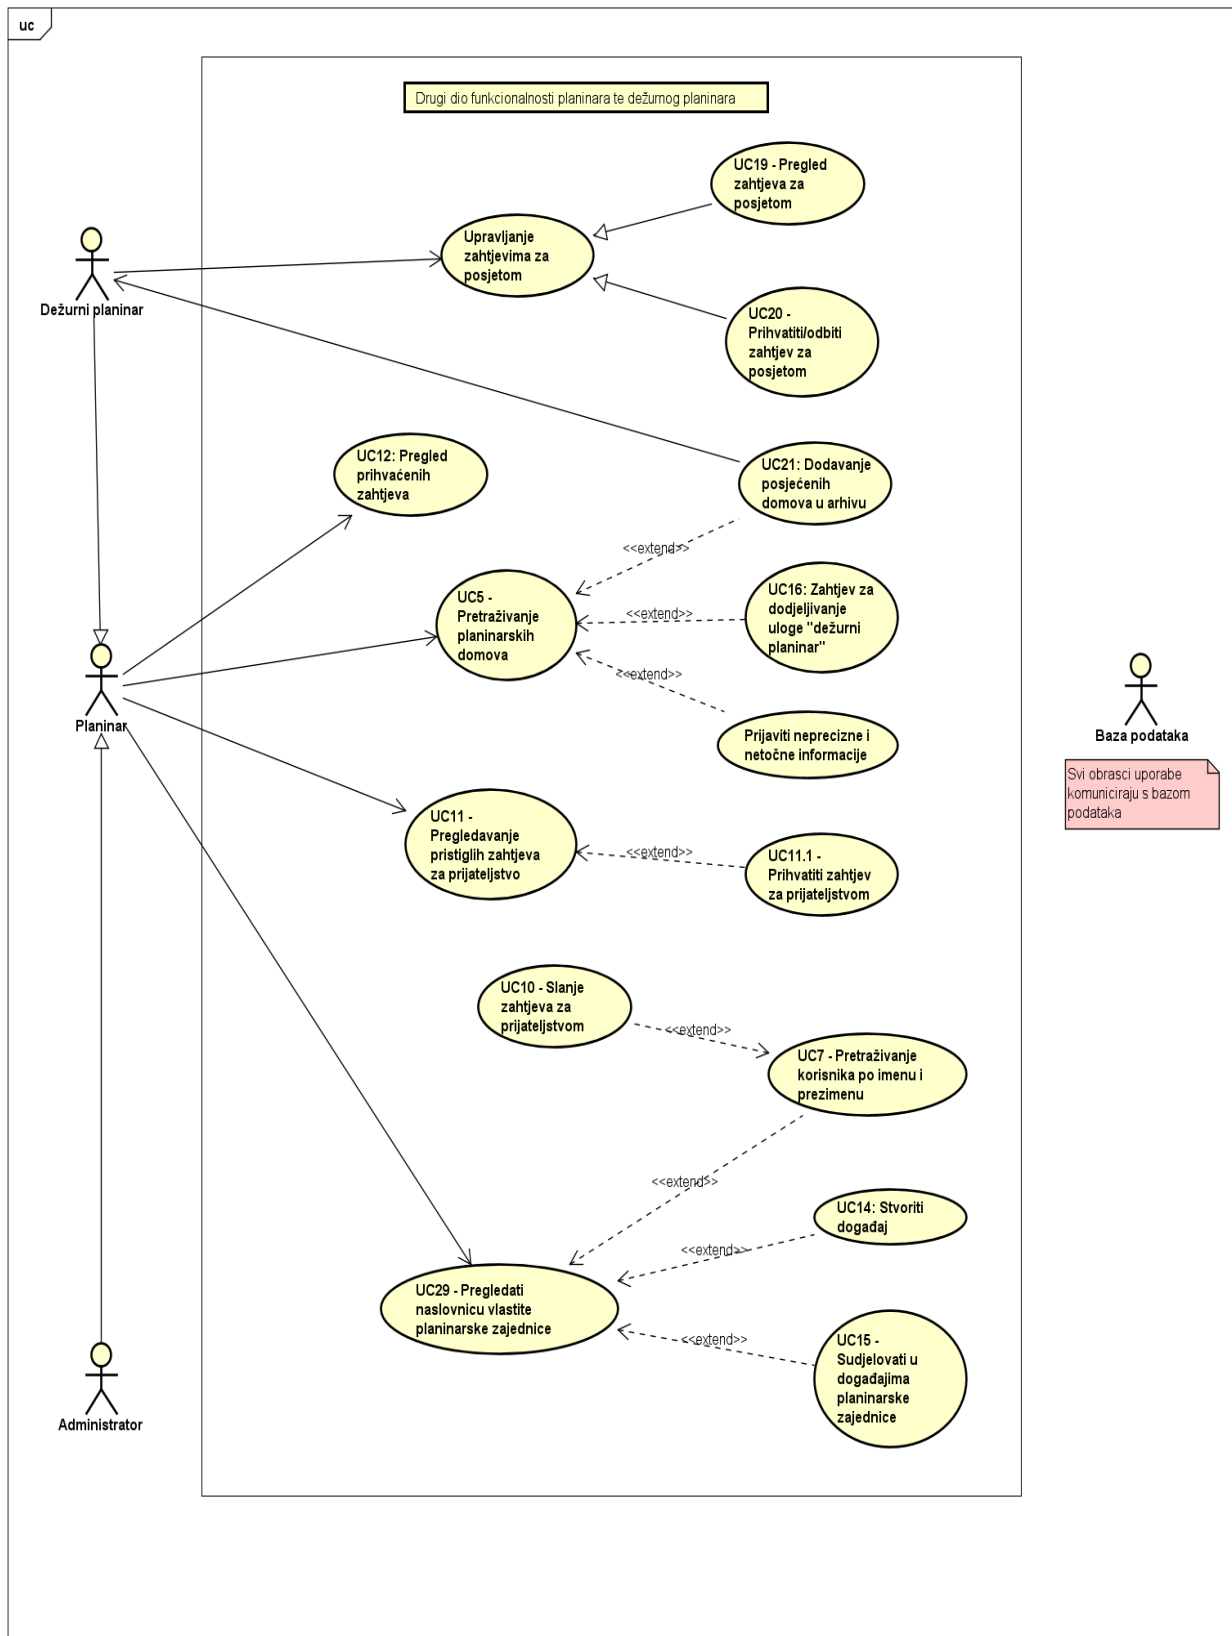 uc
Drugi dio funkcionalnosti planinara te dežurnog planinara
UC19 - Pregled
zahtjeva za
posjetom
Upravljanje
zahtjevima za
posjetom
Dežurni planinar
UC20 -
Prihvatiti/odbiti
zahtjev za
posjetom
UC12: Pregled
prihvaćenih
zahtjeva
UC21: Dodavanje
posjećenih
domova u arhivu
<<extend>>
UC5 -
Pretraživanje
planinarskih
domova
<<extend>>
UC16: Zahtjev za
dodjeljivanje
uloge "dežurni
planinar"
<<extend>>
Planinar
Prijaviti neprecizne i
netočne informacije
Baza podataka
Svi obrasci uporabe
komuniciraju s bazom
podataka
UC11 -
Pregledavanje
pristiglih zahtjeva
za prijateljstvo
<<extend>>
UC11.1 -
Prihvatiti zahtjev
za prijateljstvom
UC10 - Slanje
zahtjeva za
prijateljstvom
<<extend>>
UC7 - Pretraživanje
korisnika po imenu i
prezimenu
<<extend>>
UC14: Stvoriti
događaj
<<extend>>
UC29 - Pregledati
naslovnicu vlastite
planinarske zajednice
<<extend>>
UC15 -
Sudjelovati u
događajima
planinarske
zajednice
Administrator